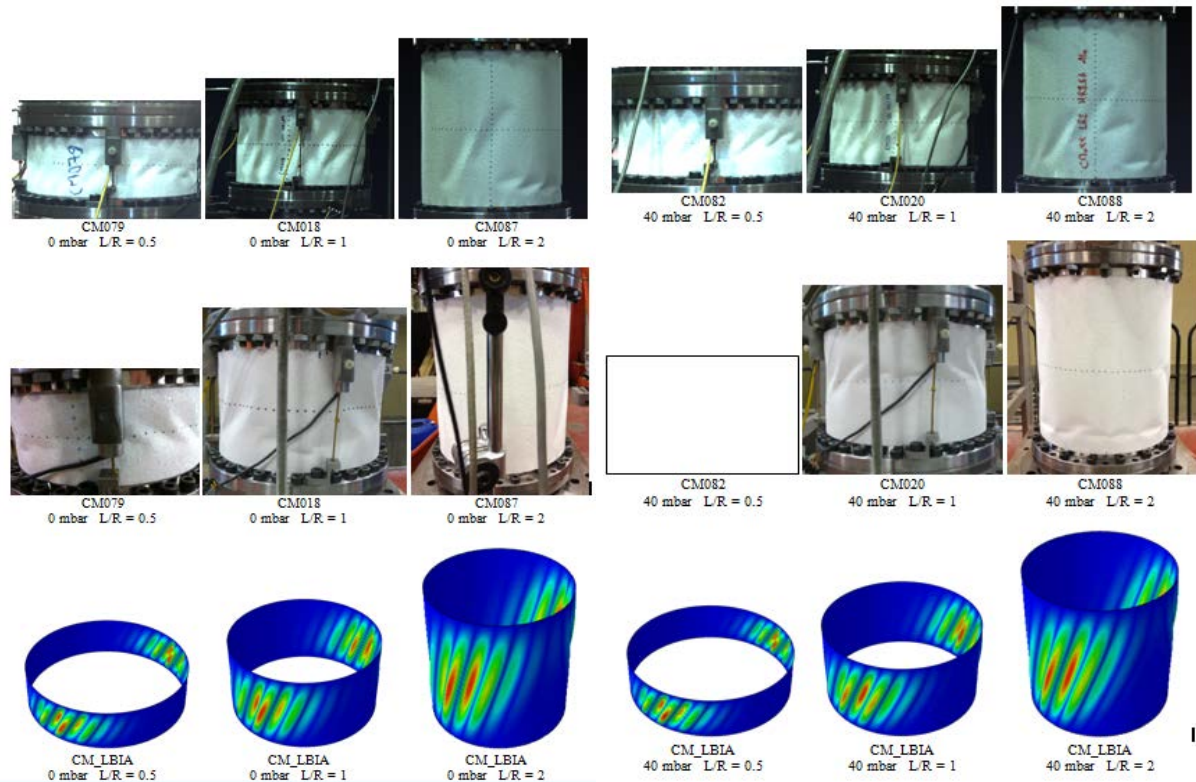 CM079
0 mbar L/R = 0.5
CM018
0 mbar L/R = 1
CM087
0 mbar L/R = 2
CM082
40 mbar L/R = 0.5
CM020
40 mbar L/R = 1
CM088
40 mbar L/R = 2
CM079
0 mbar L/R = 0.5
CM018
0 mbar L/R = 1
CM087
0 mbar L/R = 2
CM082
40 mbar L/R = 0.5
CM020
40 mbar L/R = 1
CM088
40 mbar L/R = 2
CM_LBIA
0 mbar L/R = 0.5
CM_LBIA
0 mbar L/R = 1
CM_LBIA
0 mbar L/R = 2
CM_LBIA
40 mbar L/R = 0.5
CM_LBIA
40 mbar L/R = 1
CM_LBIA
40 mbar L/R = 2